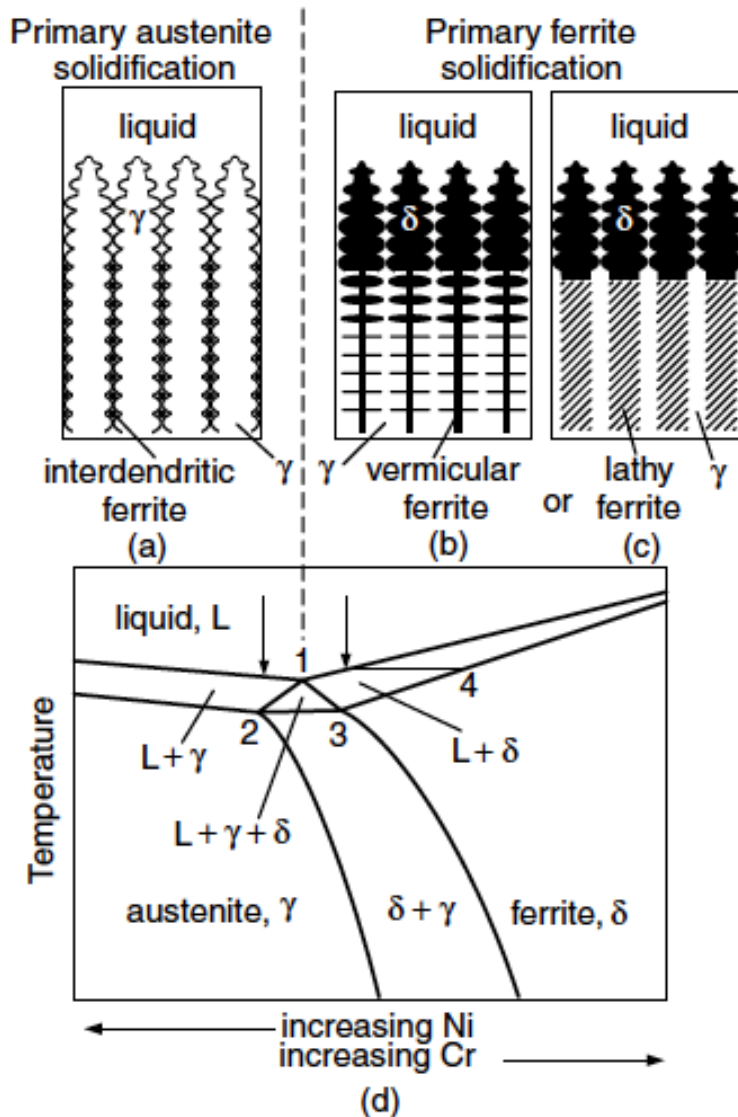 Primary austenite
solidification
Primary ferrite
solidification
liquid
γ
interdendritic
ferrite
γ
(a)
liquid
δ
γ
vermicular
ferrite
(b)
or
liquid
δ
lathy
ferrite
γ
(c)
liquid, L
1
2
3
4
L + γ
L + δ
L + γ + δ
austenite, γ
δ + γ
ferrite, δ
Temperature
increasing Ni
increasing Cr
(d)